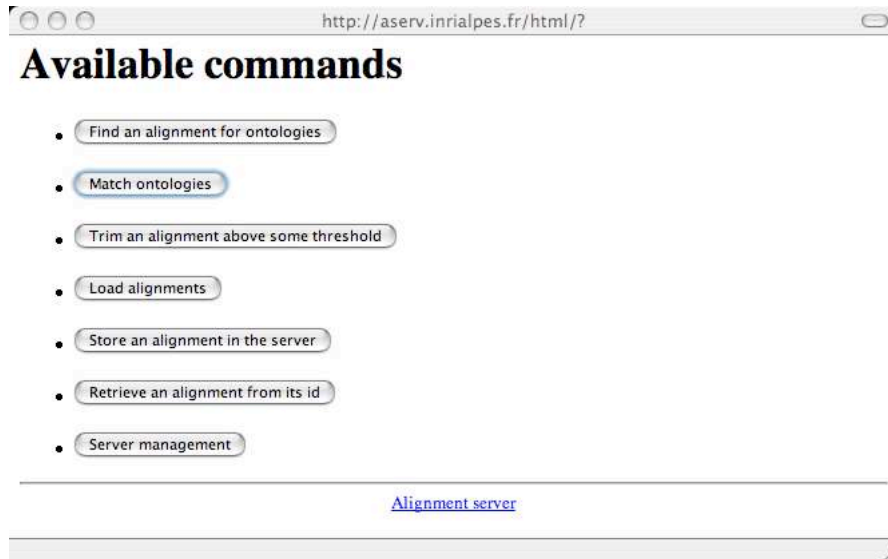 http://aserv.inrialpes.fr/html/?
Available commands
Find an alignment for ontologies
Match ontologies
Trim an alignment above some threshold
Load alignments
Store an alignment in the server
Retrieve an alignment from its id
Server management
Alignment server